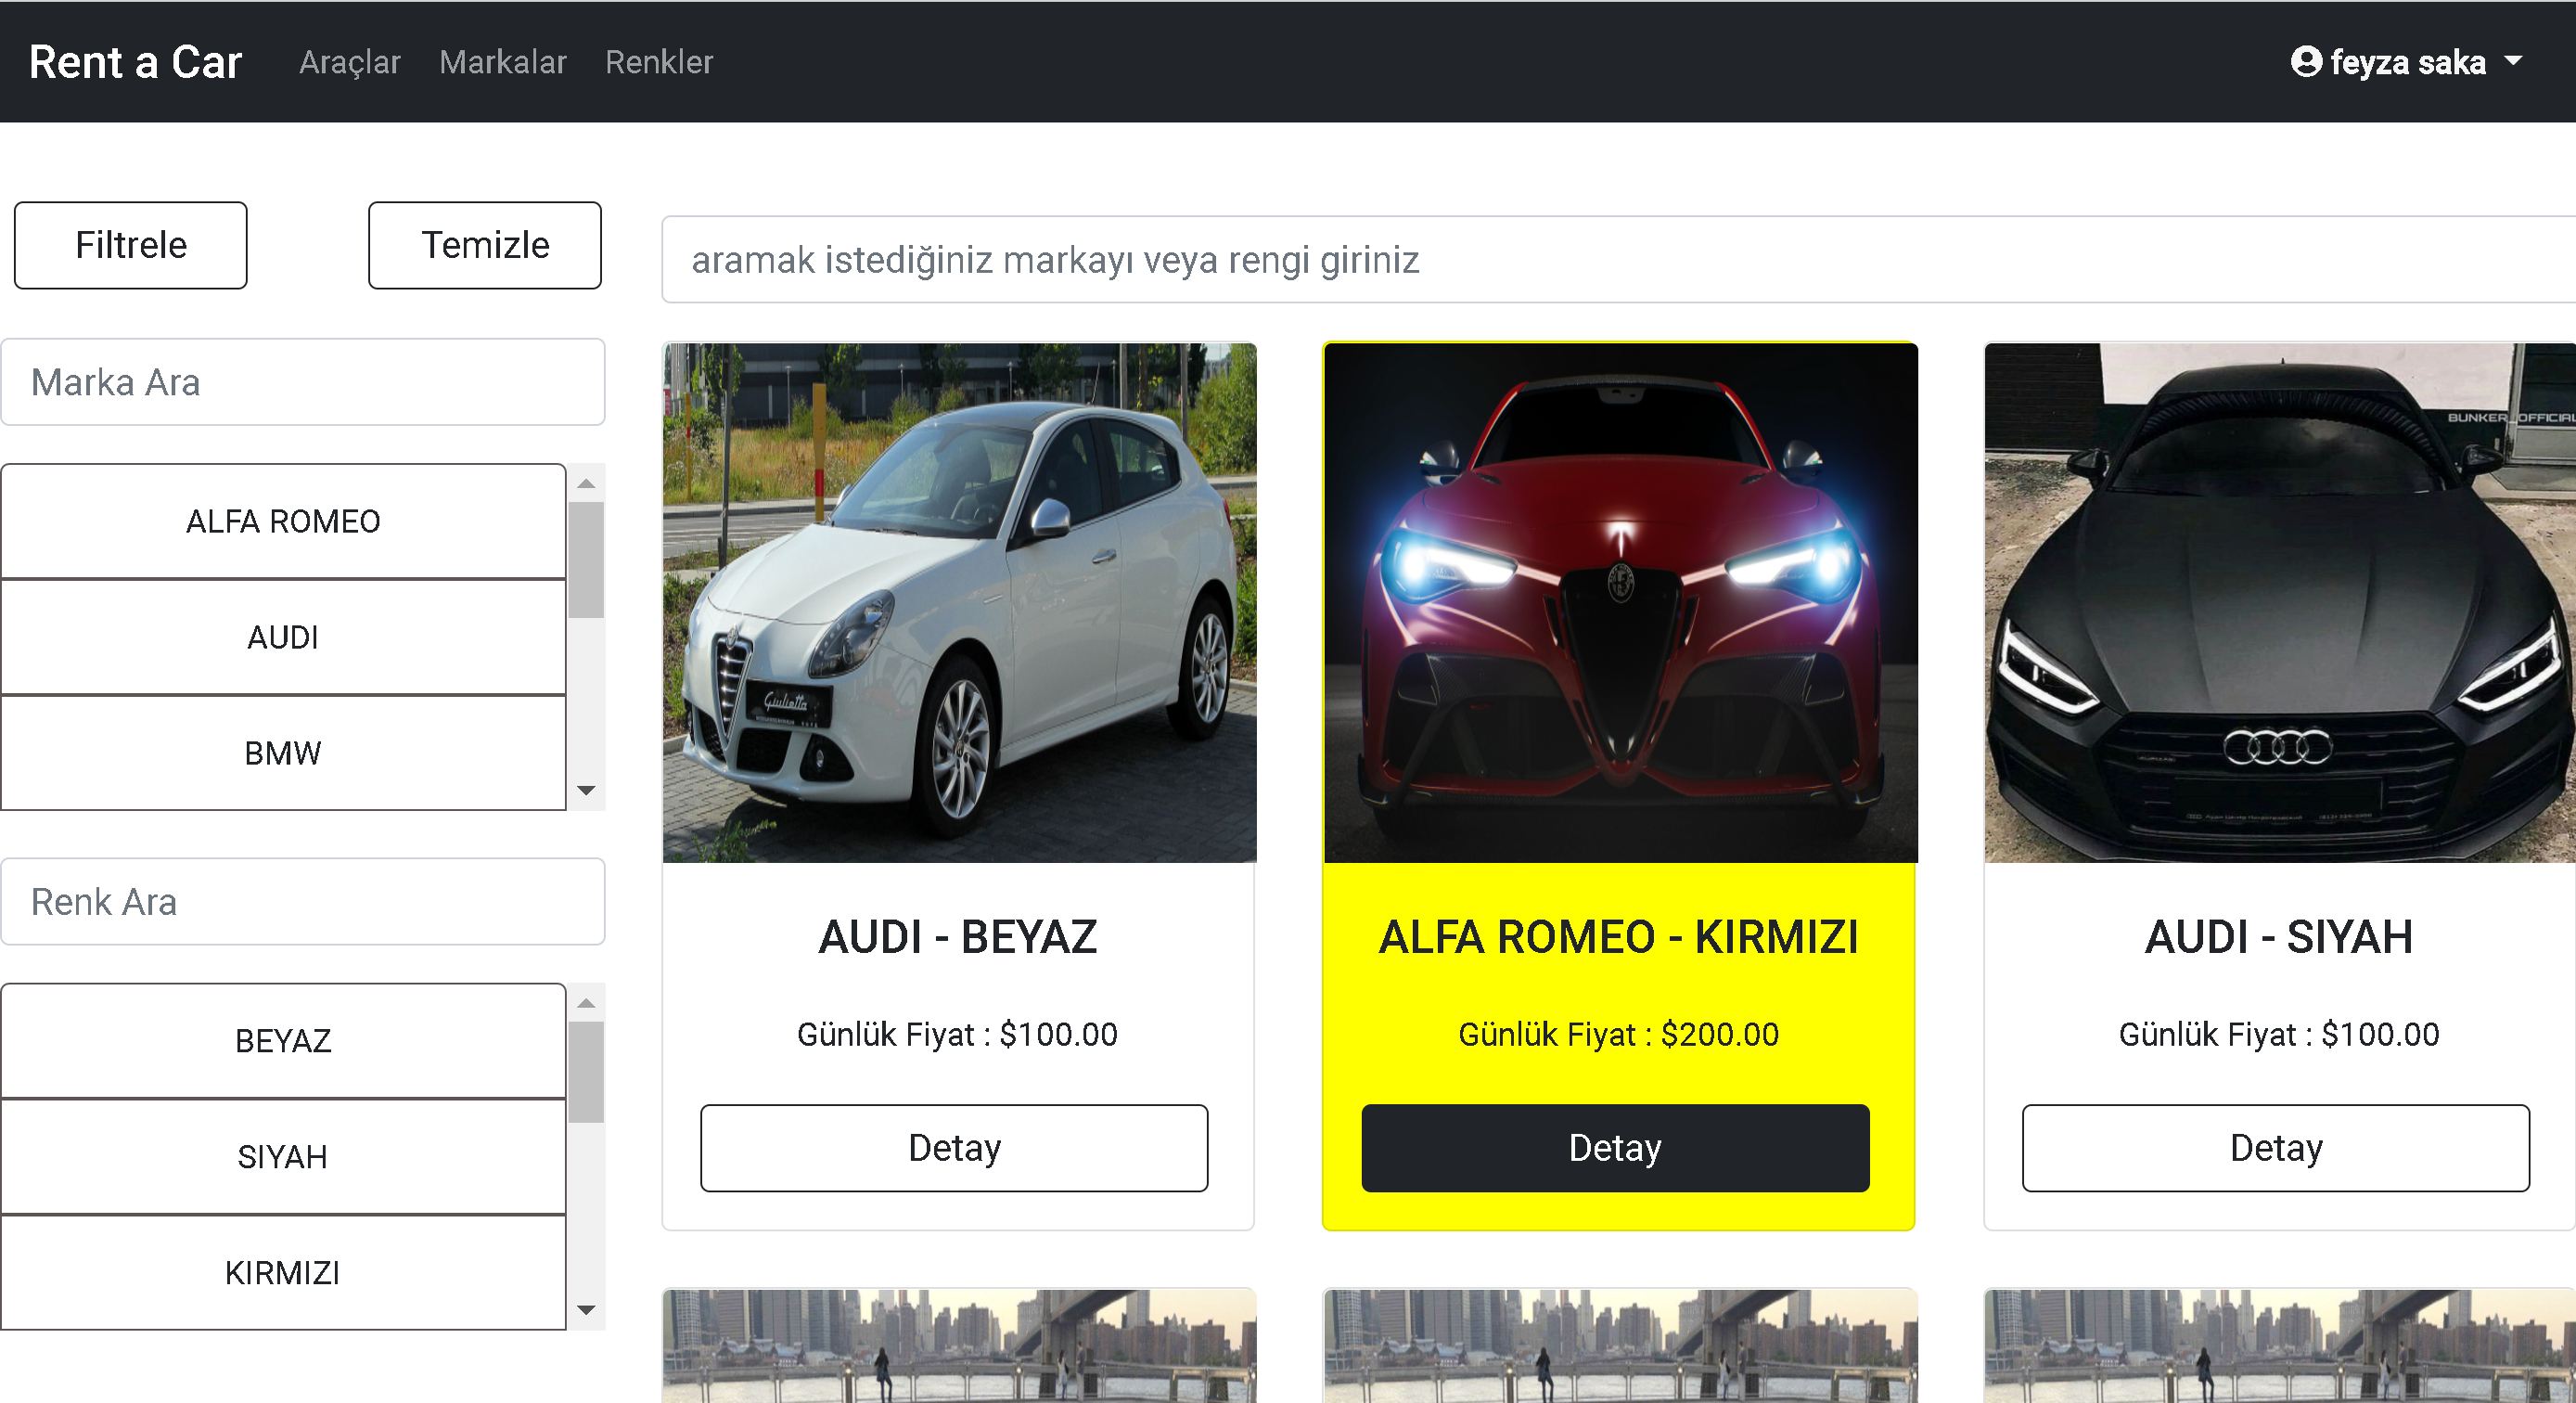 Rent a Car
Araçlar
Markalar
Renkler
feyza saka
Filtrele
Temizle
aramak istediğiniz markayı veya rengi giriniz
Marka Ara
ALFA ROMEO
AUDI
BMW
Renk Ara
BEYAZ
SIYAH
KIRMIZI
Giulietta
AUDI - BEYAZ
Günlük Fiyat : $100.00
Detay
ALFA ROMEO - KIRMIZI
Günlük Fiyat : $200.00
Detay
BUNKER_OFFICIAL
AUDI - SIYAH
Günlük Fiyat : $100.00
Detay